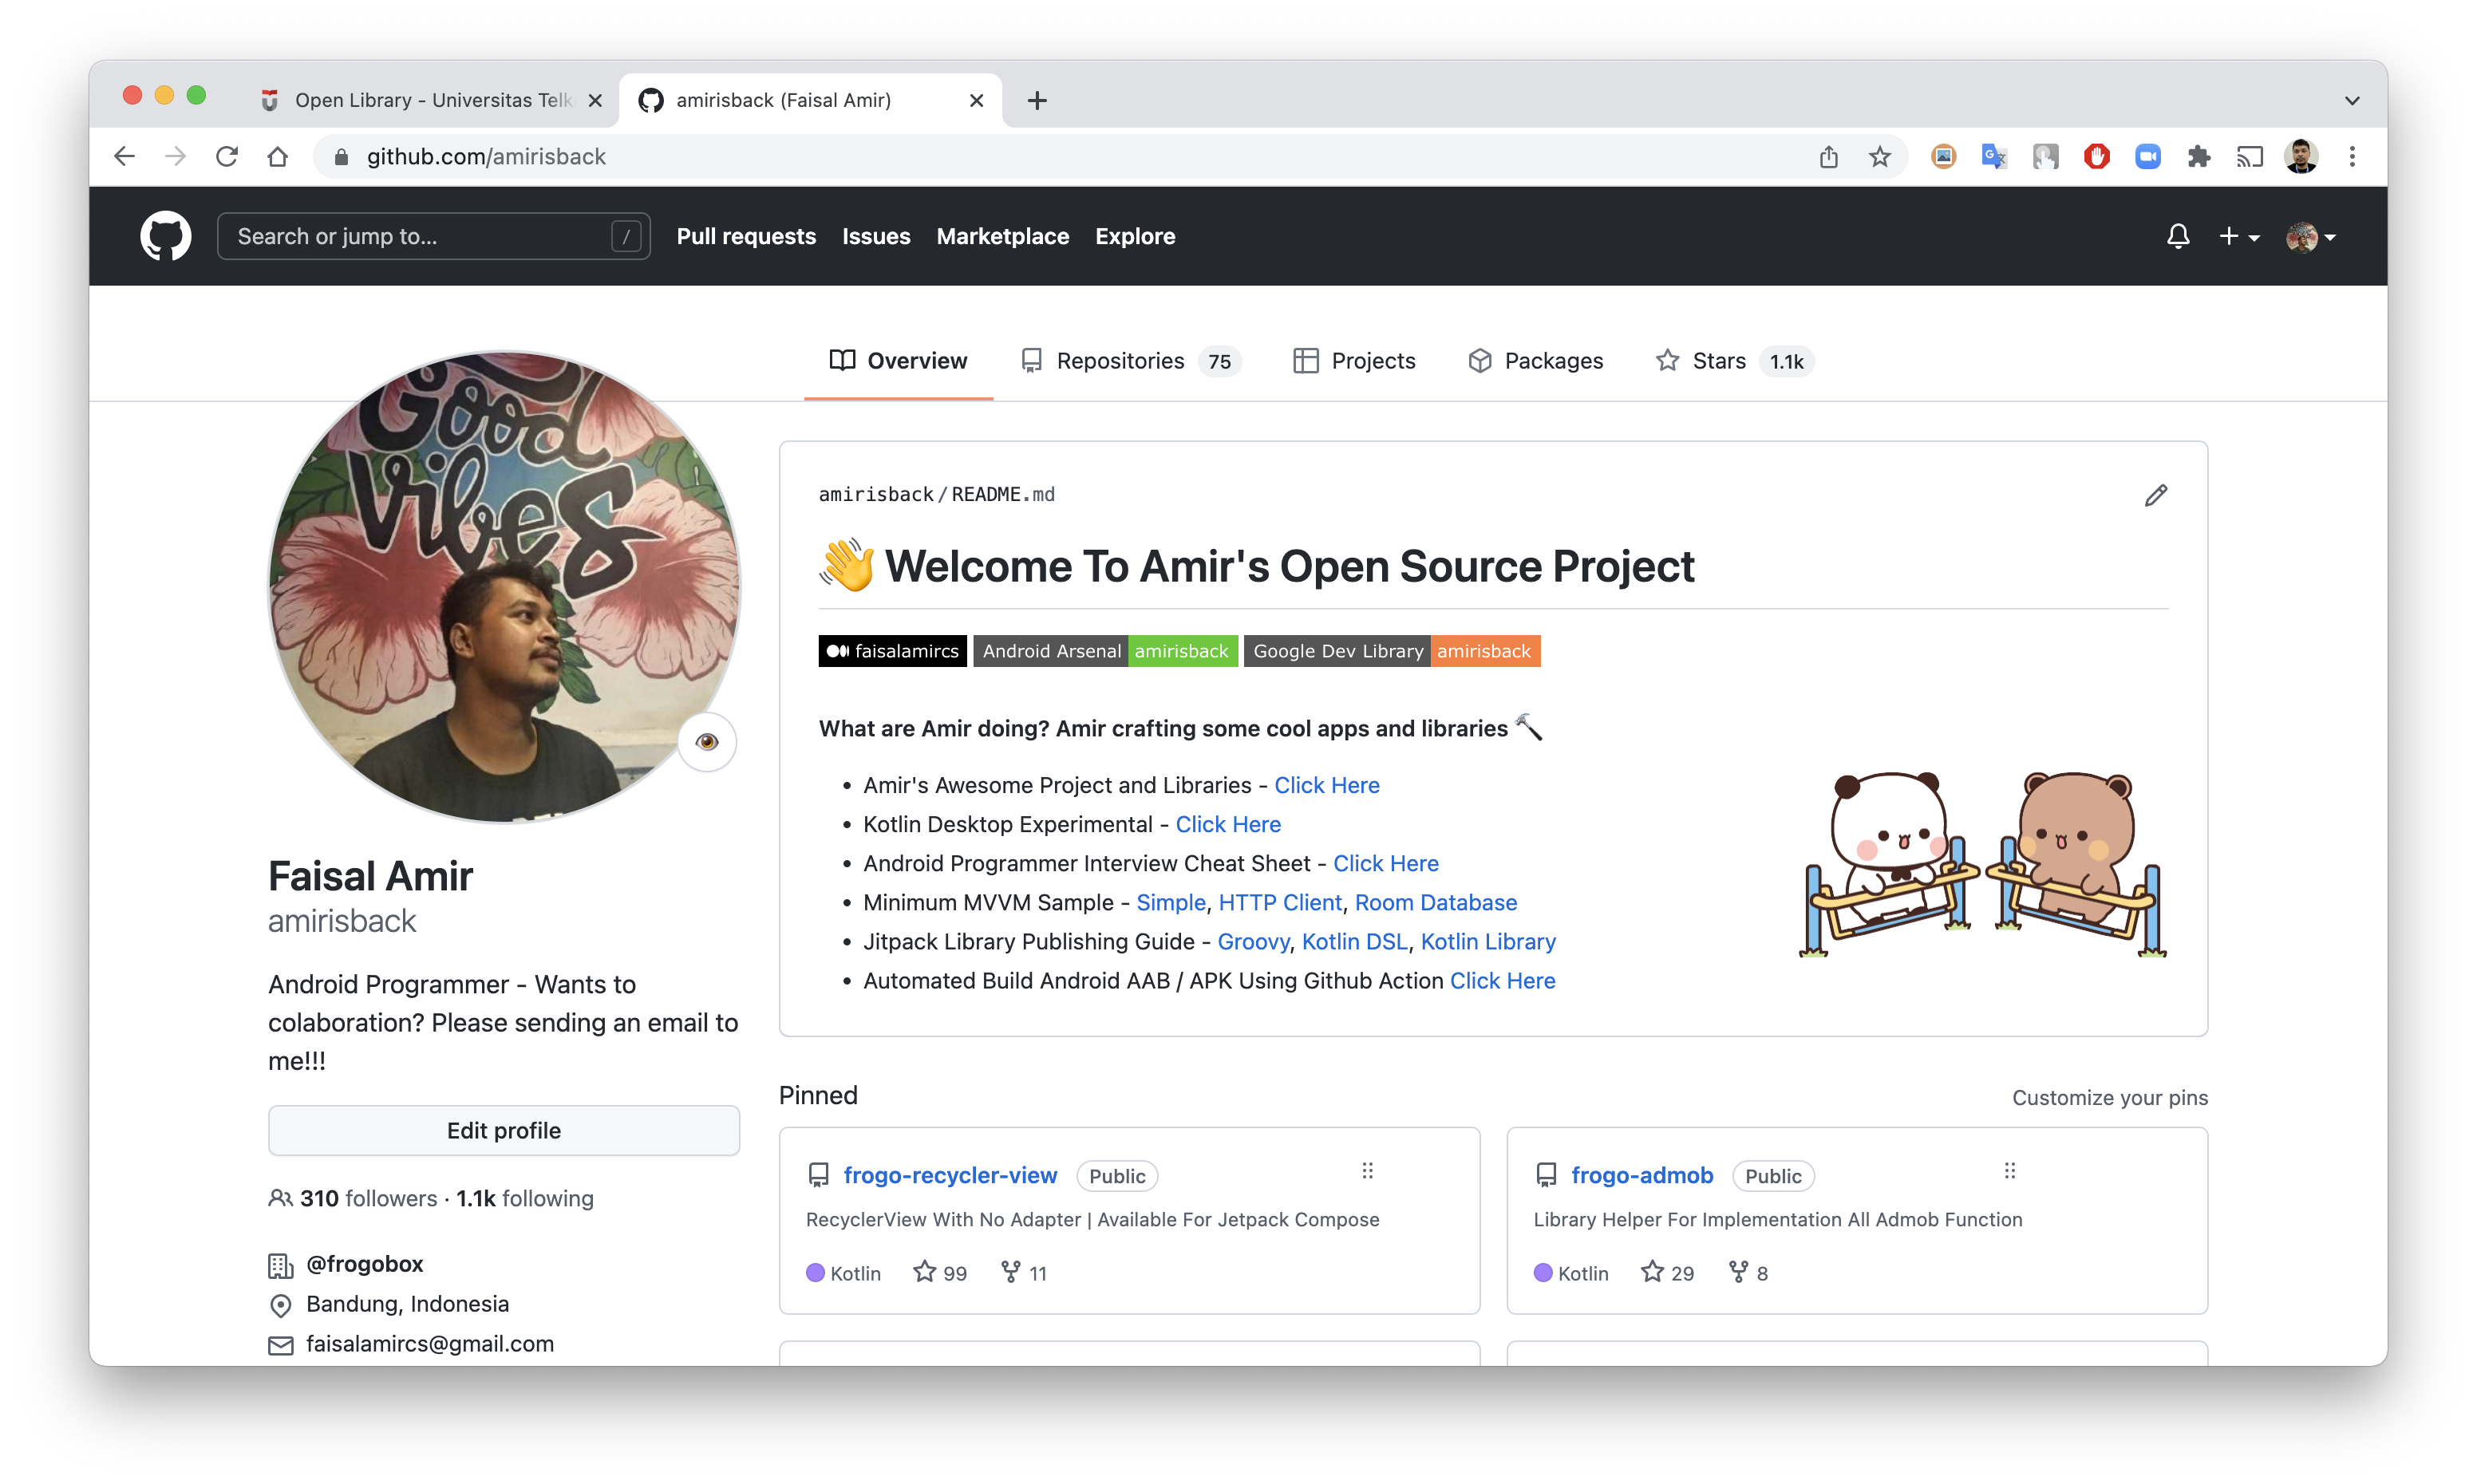 Open Library - Universitas Telk
amirisback (Faisal Amir)
github.com/amirisback
Search or jump to...
/
Pull requests
Issues
Marketplace
Explore
Overview
Repositories 75
Projects
Packages
Stars 1.1k
Good
vibes
Faisal Amir
amirisback
Android Programmer - Wants to
colaboration? Please sending an email to
me!!!
Edit profile
310 followers · 1.1k following
@frogobox
Bandung, Indonesia
faisalamircs@gmail.com
amirisback/README.md
👋 Welcome To Amir's Open Source Project
faisalamircs Android Arsenal amirisback Google Dev Library amirisback
What are Amir doing? Amir crafting some cool apps and libraries 🔨
• Amir's Awesome Project and Libraries - Click Here
• Kotlin Desktop Experimental - Click Here
• Android Programmer Interview Cheat Sheet - Click Here
• Minimum MVVM Sample - Simple, HTTP Client, Room Database
• Jitpack Library Publishing Guide - Groovy, Kotlin DSL, Kotlin Library
• Automated Build Android AAB / APK Using Github Action Click Here
Pinned
Customize your pins
frogo-recycler-view Public
RecyclerView With No Adapter | Available For Jetpack Compose
Kotlin 99 11
frogo-admob Public
Library Helper For Implementation All Admob Function
Kotlin 29 8